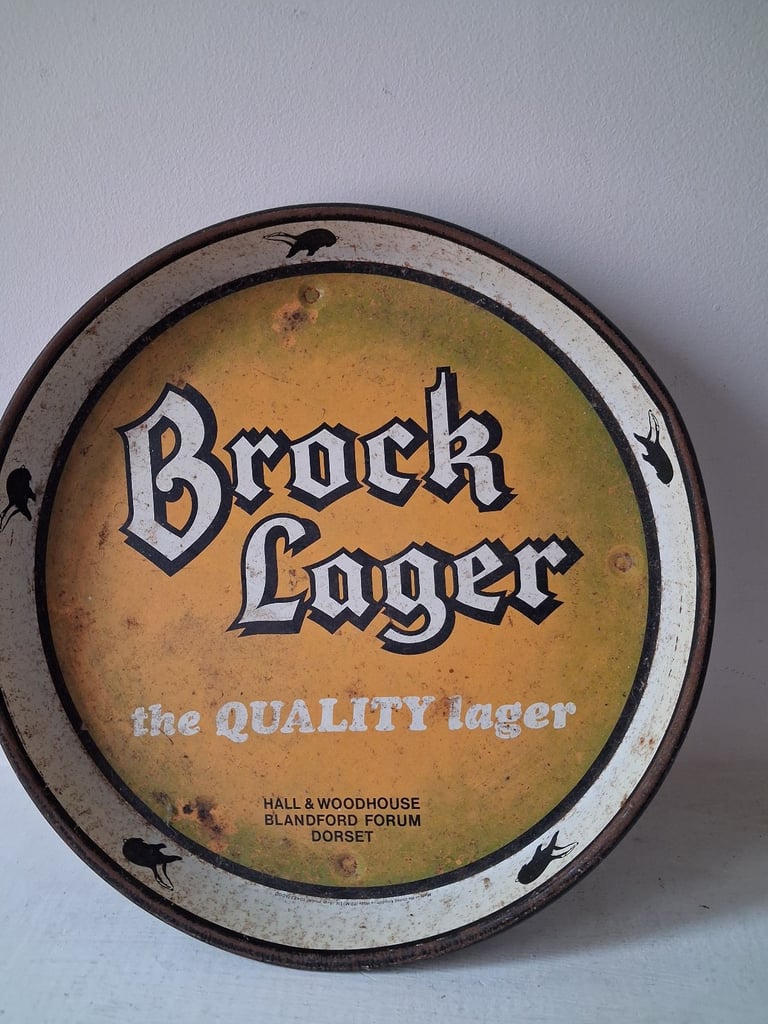 Brock
Lager
the QUALITY lager
HALL & WOODHOUSE
BLANDFORD FORUM
DORSET